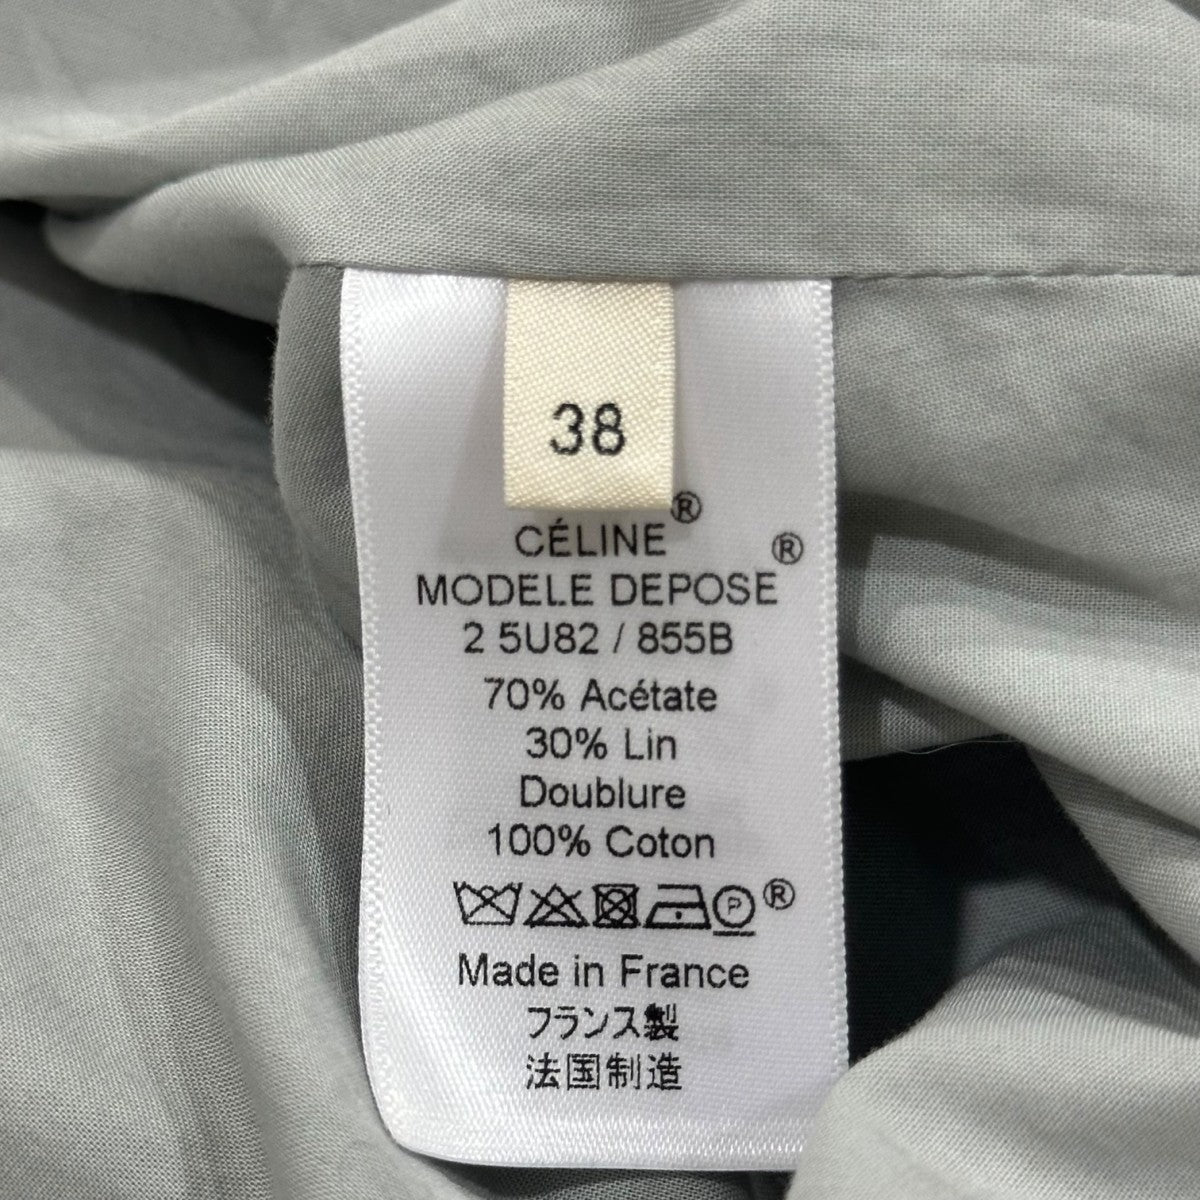 38
CÉLINE®
MODELE DEPOSE®
2 5U82 / 855B
70% Acétate
30% Lin
Doublure
100% Coton
P ®
Made in France
フランス製
法国制造